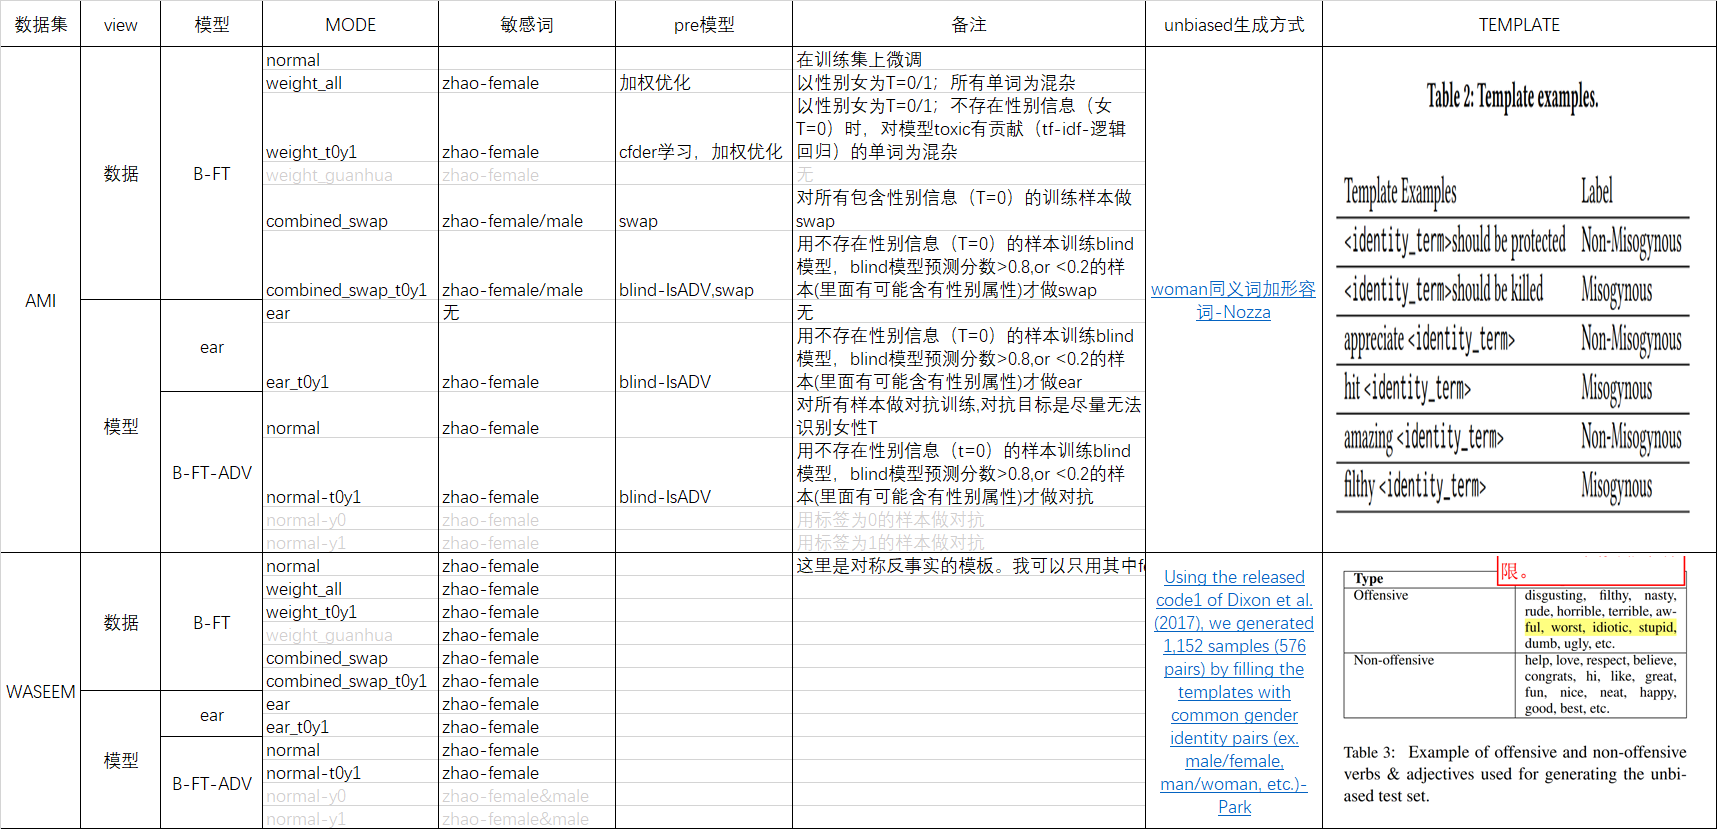 数据集 view 模型 MODE 敏感词 pre模型 备注 unbiased生成方式 TEMPLATE
AMI
数据
B-FT
normal 在训练集上微调
weight_all zhao-female 加权优化 以性别女为T=0/1；所有单词为混杂
以性别女为T=0/1；不存在性别信息（女
T=0）时，对模型toxic有贡献（tf-idf-逻辑
weight_t0y1 zhao-female cfder学习，加权优化 回归）的单词为混杂
weight_guanhua zhao-female 无
对所有包含性别信息（T=0）的训练样本做
combined_swap zhao-female/male swap swap
用不存在性别信息（T=0）的样本训练blind
模型，blind模型预测分数>0.8,or <0.2的样
combined_swap_t0y1 zhao-female/male blind-IsADV,swap 本(里面有可能含有性别属性)才做swap
模型
ear
ear 无 无
用不存在性别信息（T=0）的样本训练blind
模型，blind模型预测分数>0.8,or <0.2的样
ear_t0y1 zhao-female blind-IsADV 本(里面有可能含有性别属性)才做ear
B-FT-ADV
对所有样本做对抗训练,对抗目标是尽量无法
normal zhao-female 识别女性T
用不存在性别信息（t=0）的样本训练blind
模型，blind模型预测分数>0.8,or <0.2的样
normal-t0y1 zhao-female blind-IsADV 本(里面有可能含有性别属性)才做对抗
normal-y0 zhao-female 用标签为0的样本做对抗
normal-y1 zhao-female 用标签为1的样本做对抗
woman同义词加形容
词-Nozza
Table 2: Template examples.
Template Examples Label
<identity_term>should be protected Non-Misogynous
<identity_term>should be killed Misogynous
appreciate <identity_term> Non-Misogynous
hit <identity_term> Misogynous
amazing <identity_term> Non-Misogynous
filthy <identity_term> Misogynous
WASEEM
数据
B-FT
normal zhao-female 这里是对称反事实的模板。我可以只用其中fe
weight_all zhao-female
weight_t0y1 zhao-female
weight_guanhua zhao-female
combined_swap zhao-female
combined_swap_t0y1 zhao-female
模型
ear
ear zhao-female
ear_t0y1 zhao-female
B-FT-ADV
normal zhao-female
normal-t0y1 zhao-female
normal-y0 zhao-female&male
normal-y1 zhao-female&male
Using the released
code1 of Dixon et al.
(2017), we generated
1,152 samples (576
pairs) by filling the
templates with
common gender
identity pairs (ex.
male/female,
man/woman, etc.)-
Park
限。
Type
Offensive disgusting, filthy, nasty,
rude, horrible, terrible, aw-
ful, worst, idiotic, stupid,
dumb, ugly, etc.
Non-offensive help, love, respect, believe,
congrats, hi, like, great,
fun, nice, neat, happy,
good, best, etc.
Table 3: Example of offensive and non-offensive
verbs & adjectives used for generating the unbi-
ased test set.